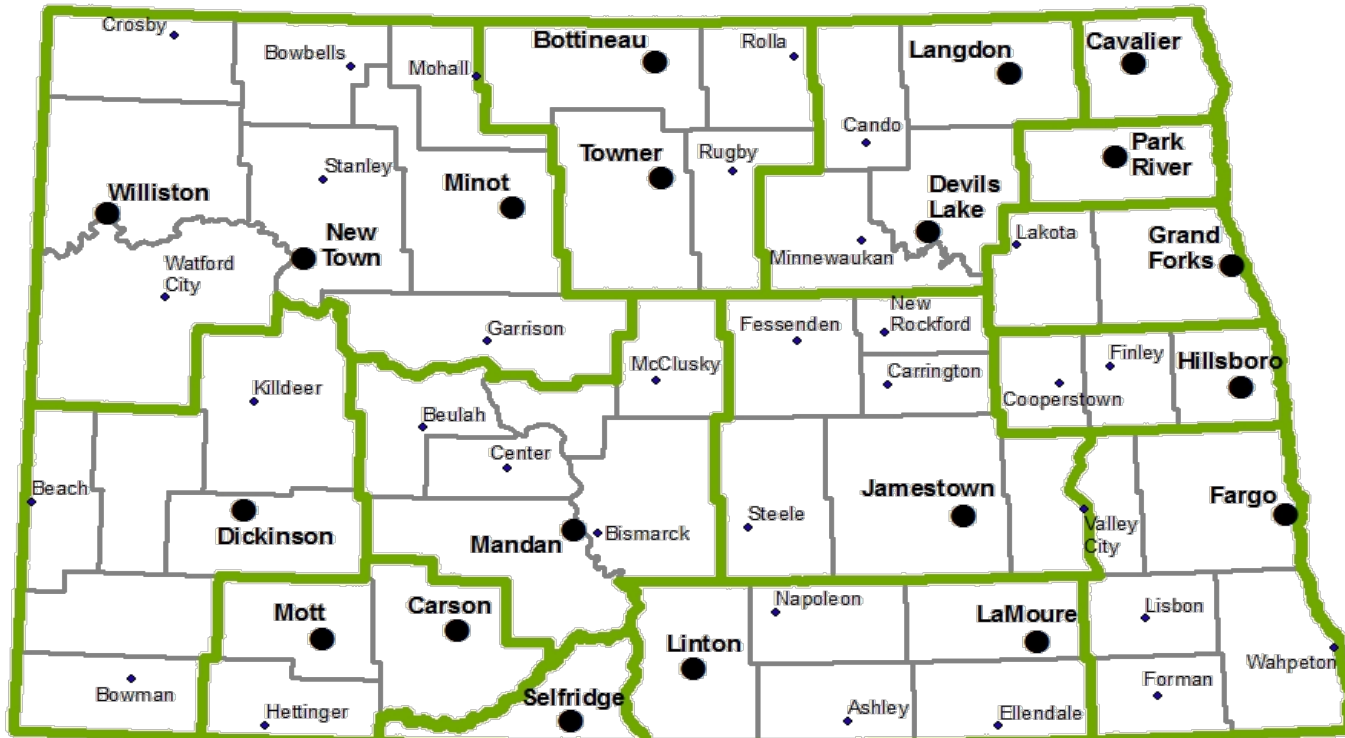 Crosby
Bowbells
Mohall
Bottineau
Rolla
Langdon
Cavalier
Cando
Stanley
Towner
Rugby
Park
River
Williston
Minot
Devils
Lake
New
Town
Minnewaukan
Lakota
Grand
Forks
Watford
City
Garrison
Fessenden
New
Rockford
McClusky
Carrington
Finley
Hillsboro
Cooperstown
Killdeer
Beulah
Center
Beach
Dickinson
Mandan
Bismarck
Steele
Jamestown
Valley
City
Fargo
Mott
Carson
Linton
Napoleon
LaMoure
Lisbon
Wahpeton
Bowman
Hettinger
Selfridge
Ashley
Ellendale
Forman